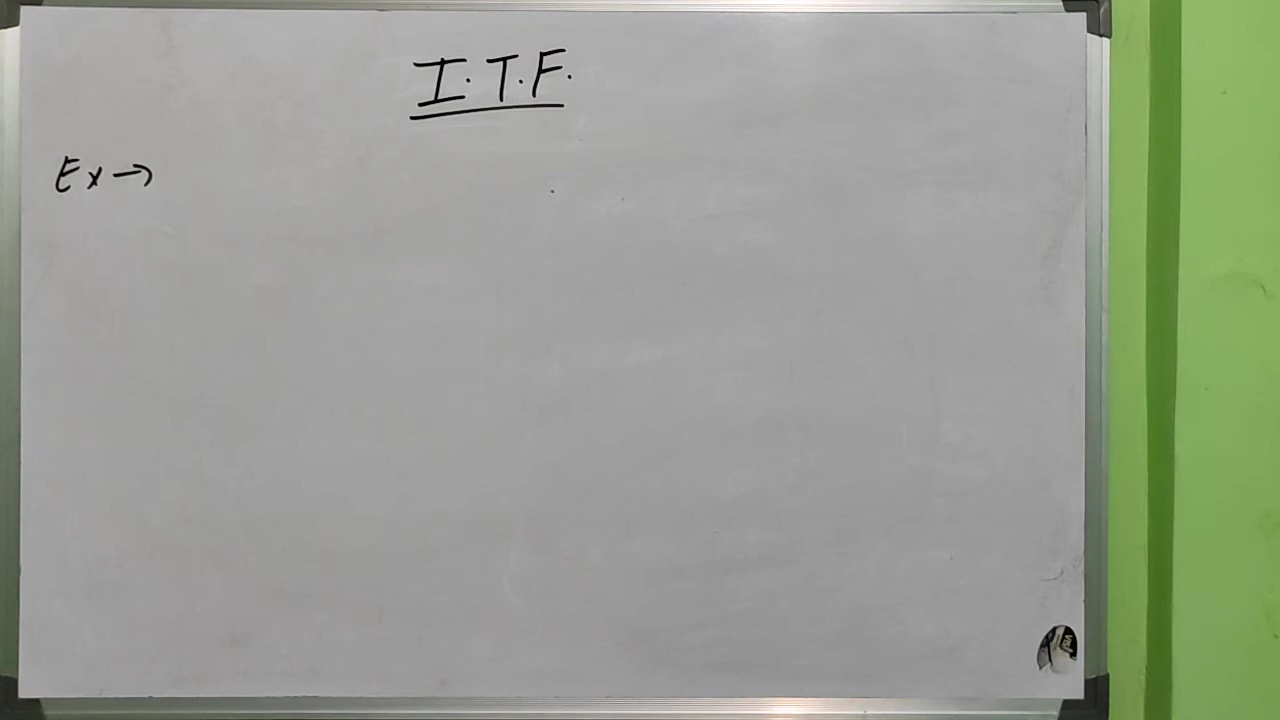 I.T.F.
Ex →